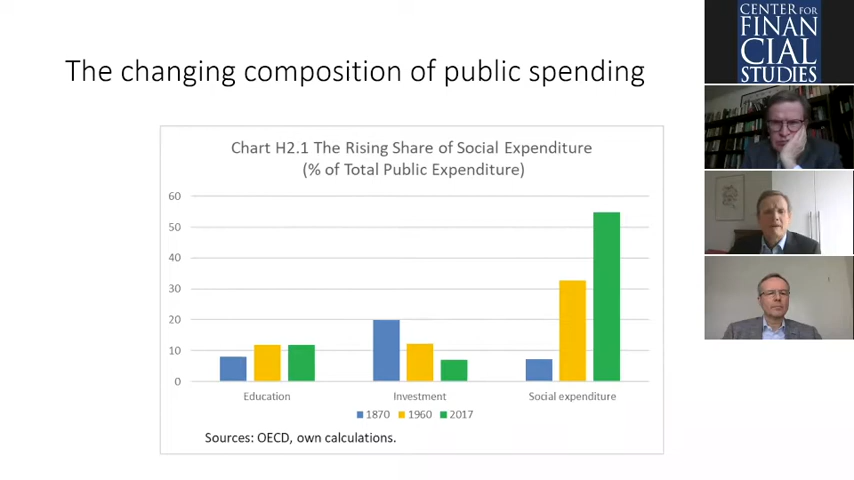 The changing composition of public spending
Chart H2.1 The Rising Share of Social Expenditure
(% of Total Public Expenditure)
60
50
40
30
20
10
0
Education
Investment
Social expenditure
1870
1960
2017
Sources: OECD, own calculations.
CENTER FOR
FINAN
CIAL
STUDIES